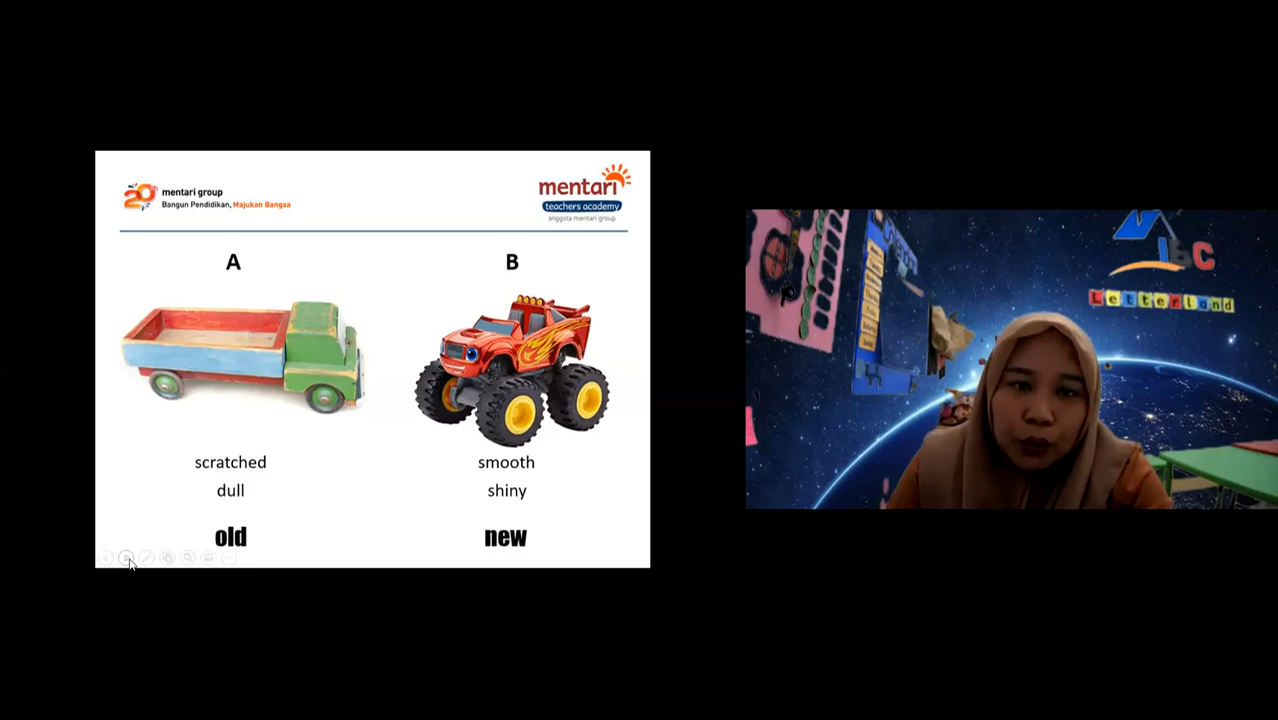 20
mentari group
Bangun Pendidikan, Majukan Bangsa
mentari
teachers academy
anggota mentari group
A
B
scratched
smooth
dull
shiny
old
new
Letterland